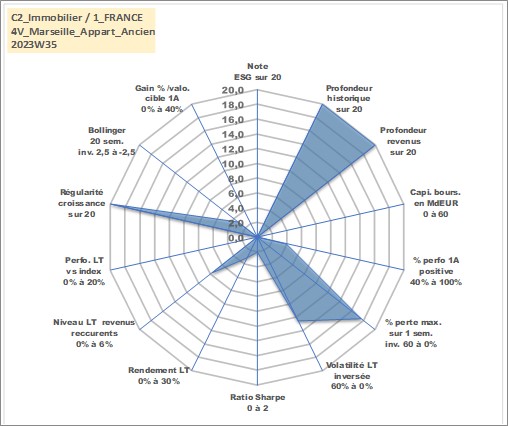 C2_Immobilier / 1_FRANCE
4V_Marseille_Appart_Ancien
2023W35
Note
ESG sur 20
Profondeur
historique
sur 20
Profondeur
revenus
sur 20
Capi. bours.
en MdEUR
0 à 60
% perfo 1A
positive
40% à 100%
% perte max.
sur 1 sem.
inv. 60 à 0%
Volatilité LT
inversée
60% à 0%
Ratio Sharpe
0 à 2
Rendement LT
0% à 30%
Niveau LT revenus
reccurents
0% à 6%
Perfo. LT
vs index
0% à 20%
Régularité
croissance
sur 20
Bollinger
20 sem.
inv. 2,5 à -2,5
Gain % /valo.
cible 1A
0% à 40%
20,0
18,0
16,0
14,0
12,0
10,0
8,0
6,0
4,0
2,0
0,0